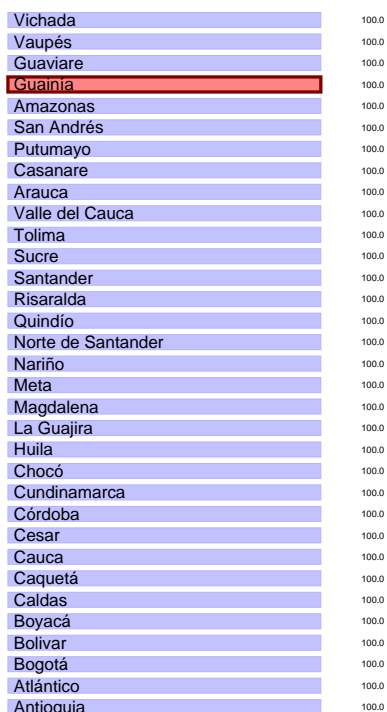 Vichada 100.0
Vaupés 100.0
Guaviare 100.0
Guainía 100.0
Amazonas 100.0
San Andrés 100.0
Putumayo 100.0
Casanare 100.0
Arauca 100.0
Valle del Cauca 100.0
Tolima 100.0
Sucre 100.0
Santander 100.0
Risaralda 100.0
Quindío 100.0
Norte de Santander 100.0
Nariño 100.0
Meta 100.0
Magdalena 100.0
La Guajira 100.0
Huila 100.0
Chocó 100.0
Cundinamarca 100.0
Córdoba 100.0
Cesar 100.0
Cauca 100.0
Caquetá 100.0
Caldas 100.0
Boyacá 100.0
Bolivar 100.0
Bogotá 100.0
Atlántico 100.0
Antioquia 100.0